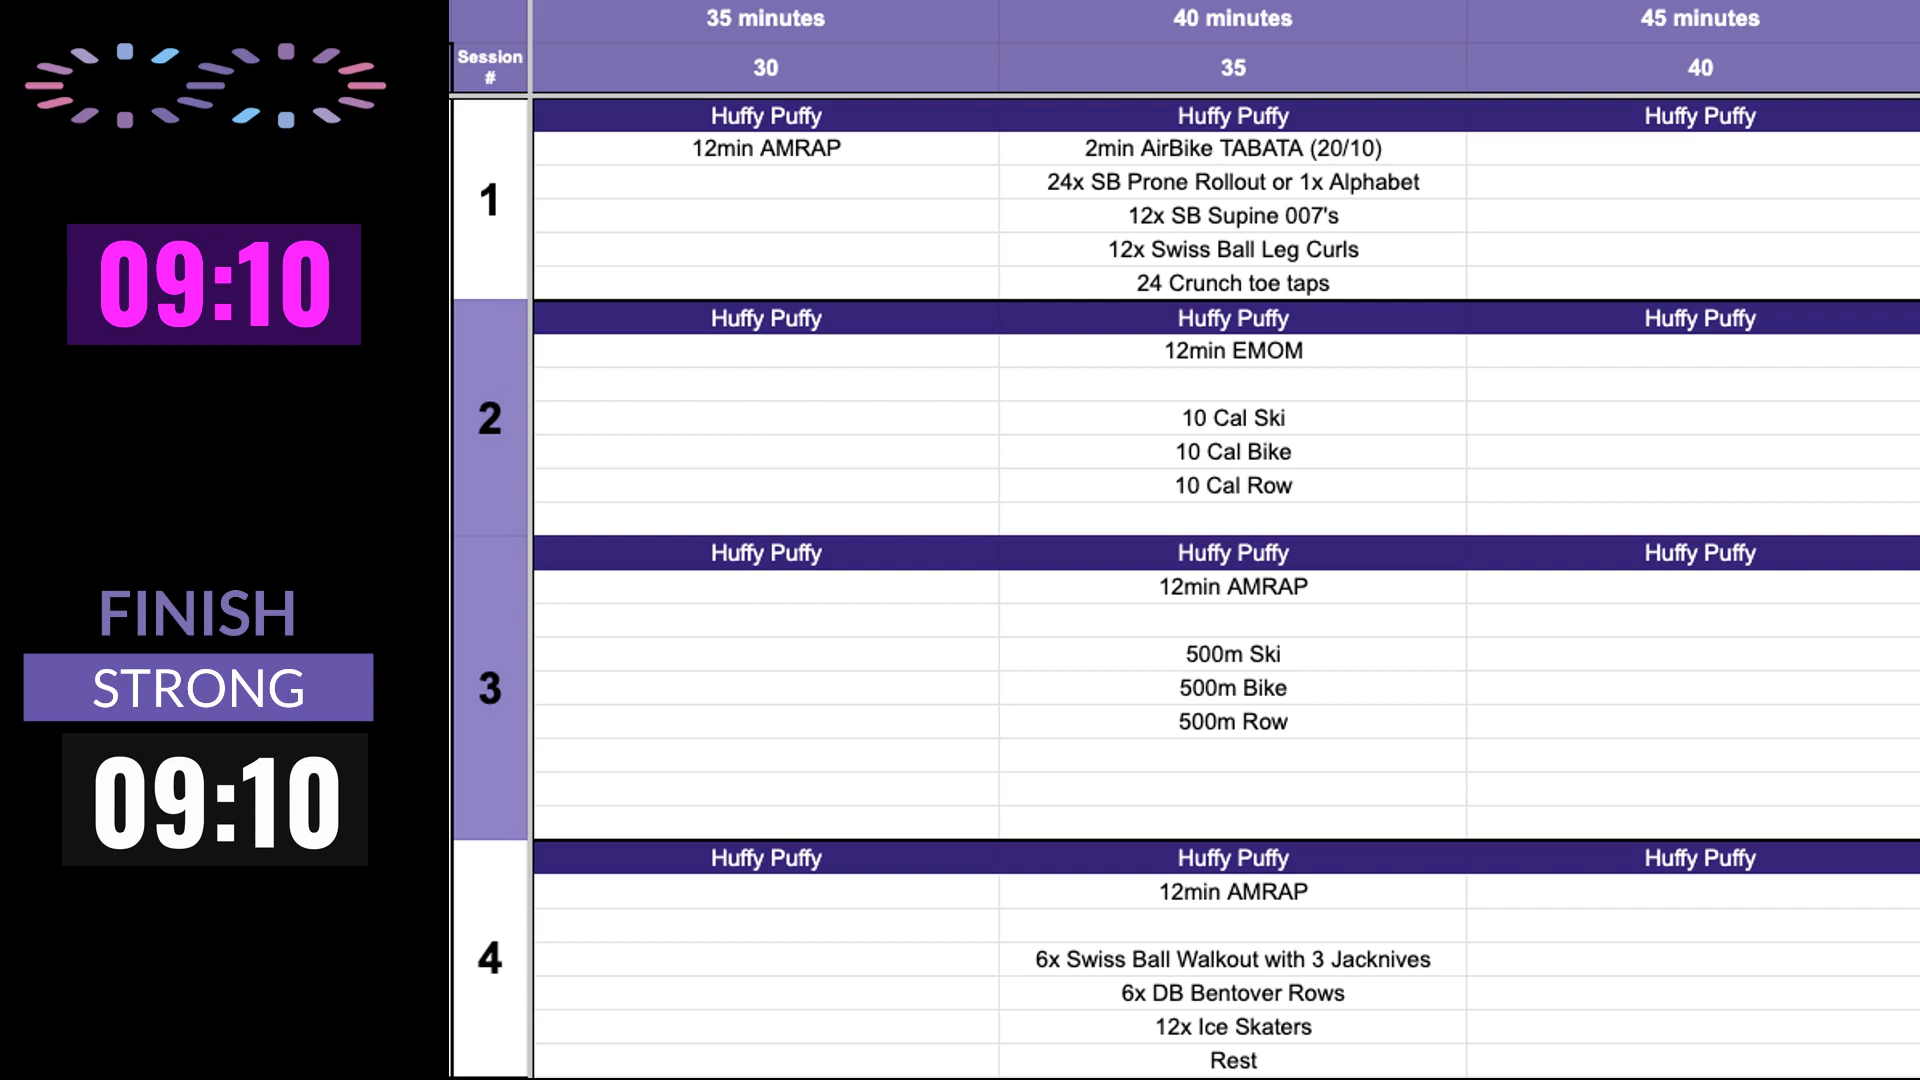 09:10
FINISH
STRONG
09:10
35 minutes 40 minutes 45 minutes
Session # 30 35 40
Huffy Puffy Huffy Puffy Huffy Puffy
1
12min AMRAP 2min AirBike TABATA (20/10)
24x SB Prone Rollout or 1x Alphabet
12x SB Supine 007's
12x Swiss Ball Leg Curls
24 Crunch toe taps
Huffy Puffy Huffy Puffy Huffy Puffy
2
12min EMOM
10 Cal Ski
10 Cal Bike
10 Cal Row
Huffy Puffy Huffy Puffy Huffy Puffy
3
12min AMRAP
500m Ski
500m Bike
500m Row
Huffy Puffy Huffy Puffy Huffy Puffy
4
12min AMRAP
6x Swiss Ball Walkout with 3 Jacknives
6x DB Bentover Rows
12x Ice Skaters
Rest